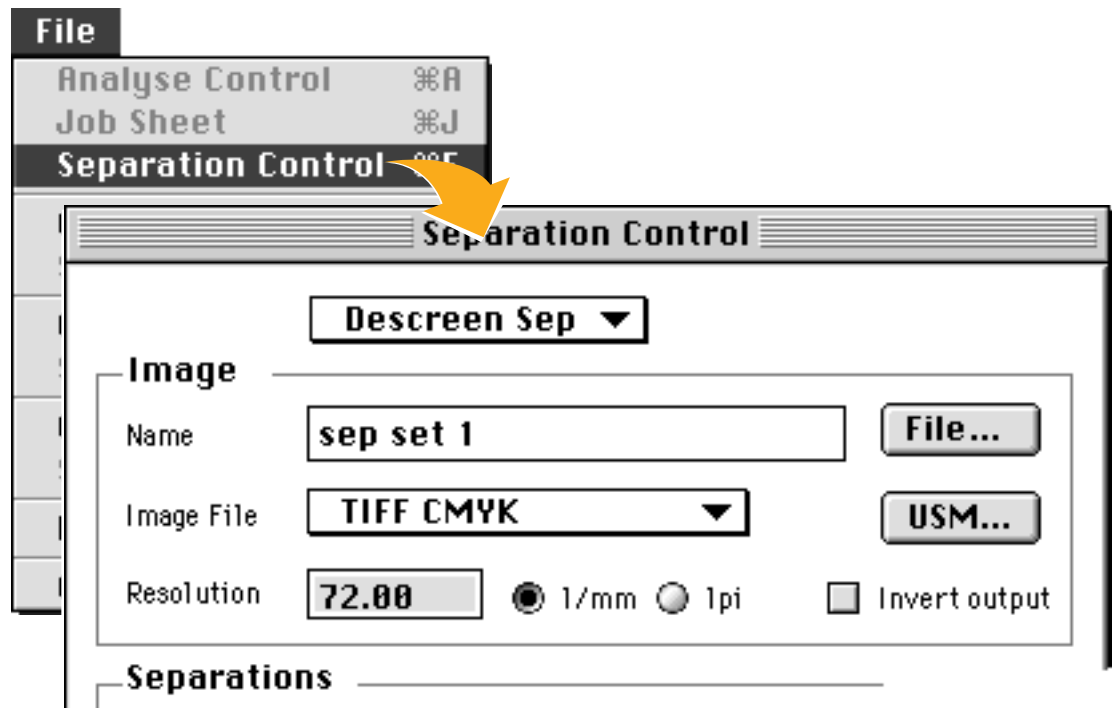 File
Analyse Control ⌘A
Job Sheet ⌘J
Separation Control
Separation Control
Descreen Sep
Image
Name sep set 1 File...
Image File TIFF CMYK USM...
Resolution 72.00 l/mm lpi Invert output
Separations